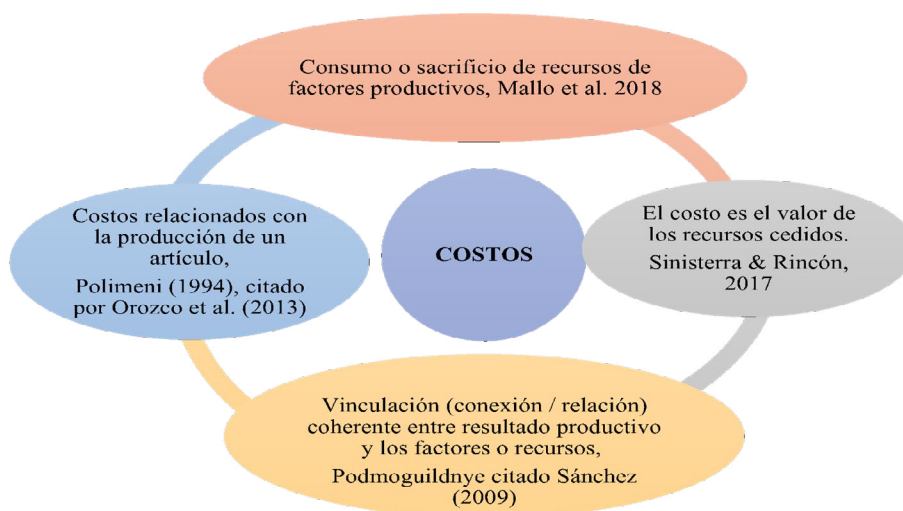 Consumo o sacrificio de recursos de
factores productivos, Mallo et al. 2018
Costos relacionados con
la producción de un
artículo,
Polimeni (1994), citado
por Orozco et al. (2013)
COSTOS
El costo es el valor de
los recursos cedidos.
Sinisterra & Rincón,
2017
Vinculación (conexión / relación)
coherente entre resultado productivo
y los factores o recursos,
Podmoguildnye citado Sánchez
(2009)